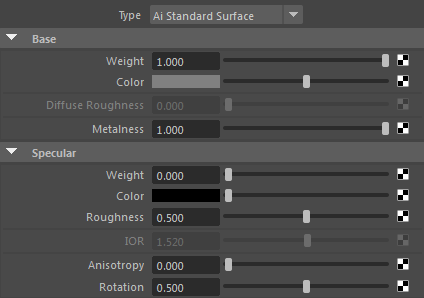 Type Ai Standard Surface
Base
Weight 1.000
Color
Diffuse Roughness 0.000
Metalness 1.000
Specular
Weight 0.000
Color
Roughness 0.500
IOR 1.520
Anisotropy 0.000
Rotation 0.500